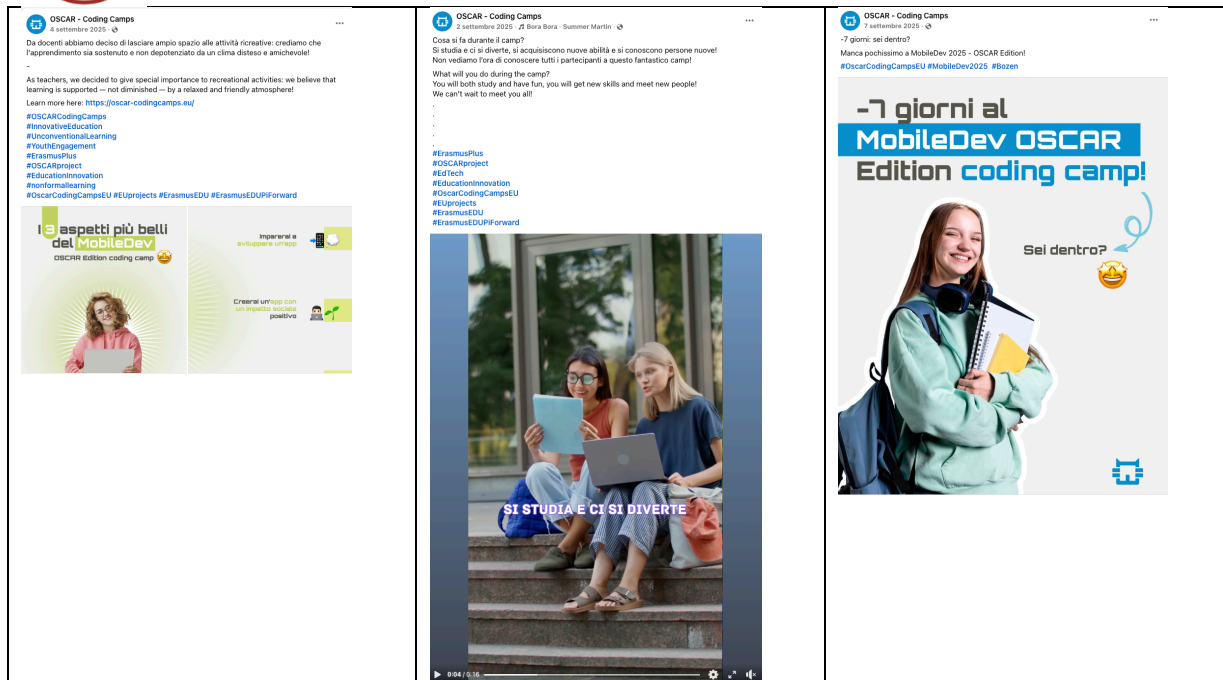 OSCAR - Coding Camps
4 settembre 2025 ·
Da docenti abbiamo deciso di lasciare ampio spazio alle attività ricreative: crediamo che
l'apprendimento sia sostenuto e non depotenziato da un clima disteso e amichevole!
-
As teachers, we decided to give special importance to recreational activities: we believe that
learning is supported — not diminished — by a relaxed and friendly atmosphere!
Learn more here: https://oscar-codingcamps.eu/
#OSCARCodingCamps
#InnovativeEducation
#UnconventionalLearning
#YouthEngagement
#ErasmusPlus
#OSCARproject
#EducationInnovation
#nonformallearning
#OscarCodingCampsEU #EUprojects #ErasmusEDU #ErasmusEDUPiForward
I 3 aspetti più belli
del MobileDev
OSCAR Edition coding camp
Imparerai a
sviluppare un'app
Creerai un'app con
un impatto sociale
positivo
OSCAR - Coding Camps
2 settembre 2025 · Bora Bora · Summer Martin ·
Cosa si fa durante il camp?
Si studia e ci si diverte, si acquisiscono nuove abilità e si conoscono persone nuove!
Non vediamo l'ora di conoscere tutti i partecipanti a questo fantastico camp!
What will you do during the camp?
You will both study and have fun, you will get new skills and meet new people!
We can't wait to meet you all!
.
.
.
.
.
#ErasmusPlus
#OSCARproject
#EdTech
#EducationInnovation
#OscarCodingCampsEU
#EUprojects
#ErasmusEDU
#ErasmusEDUPiForward
SI STUDIA E CI SI DIVERTE
0:04 / 0:16
OSCAR - Coding Camps
7 settembre 2025 ·
-7 giorni: sei dentro?
Manca pochissimo a MobileDev 2025 - OSCAR Edition!
#OscarCodingCampsEU #MobileDev2025 #Bozen
-7 giorni al
MobileDev OSCAR
Edition coding camp!
Sei dentro?